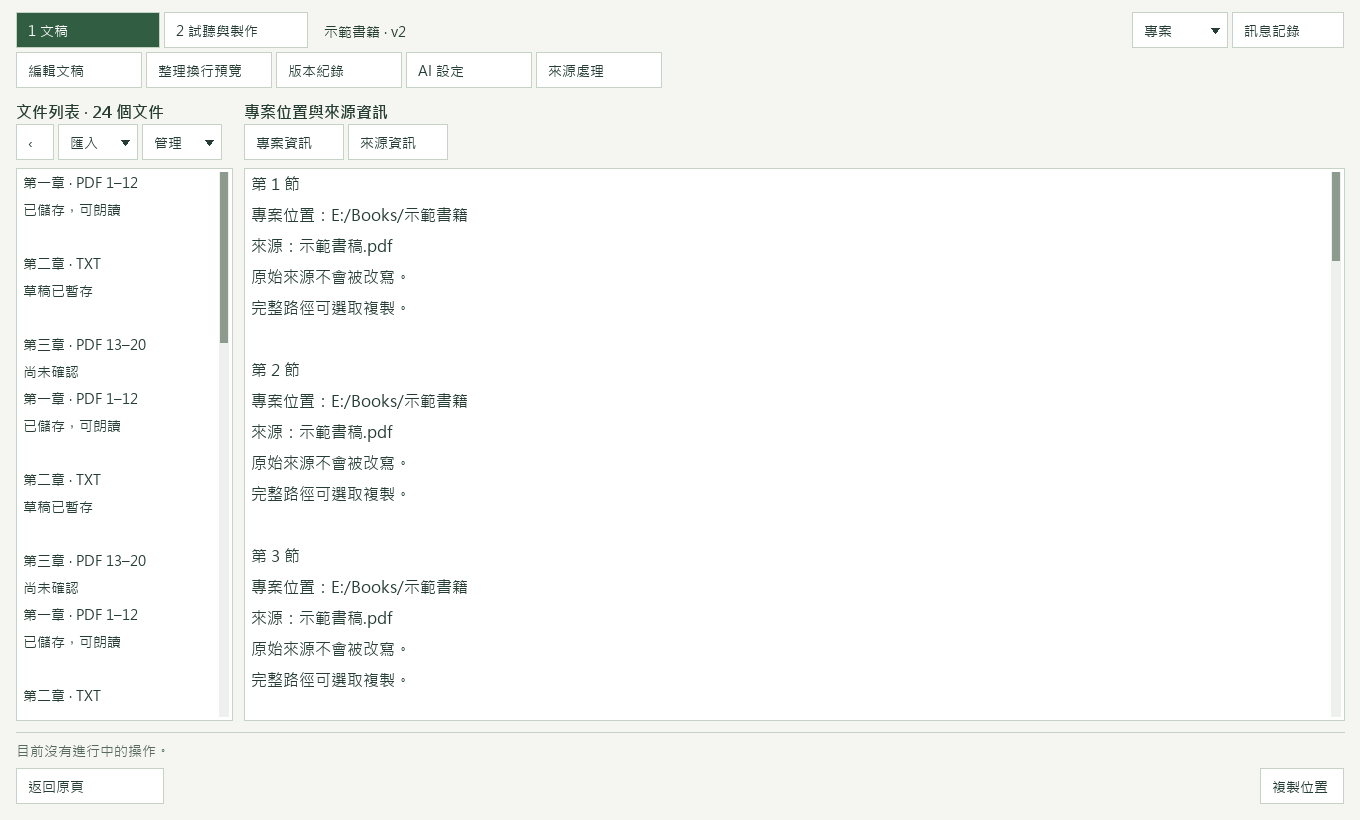 1 文稿
2 試聽與製作
示範書籍 · v2
專案
訊息記錄
編輯文稿
整理換行預覽
版本紀錄
AI 設定
來源處理
文件列表 · 24 個文件
專案位置與來源資訊
‹
匯入
管理
專案資訊
來源資訊
第一章 · PDF 1–12
已儲存，可朗讀
第二章 · TXT
草稿已暫存
第三章 · PDF 13–20
尚未確認
第一章 · PDF 1–12
已儲存，可朗讀
第二章 · TXT
草稿已暫存
第三章 · PDF 13–20
尚未確認
第一章 · PDF 1–12
已儲存，可朗讀
第二章 · TXT
第 1 節
專案位置：E:/Books/示範書籍
來源：示範書稿.pdf
原始來源不會被改寫。
完整路徑可選取複製。
第 2 節
專案位置：E:/Books/示範書籍
來源：示範書稿.pdf
原始來源不會被改寫。
完整路徑可選取複製。
第 3 節
專案位置：E:/Books/示範書籍
來源：示範書稿.pdf
原始來源不會被改寫。
完整路徑可選取複製。
目前沒有進行中的操作。
返回原頁
複製位置